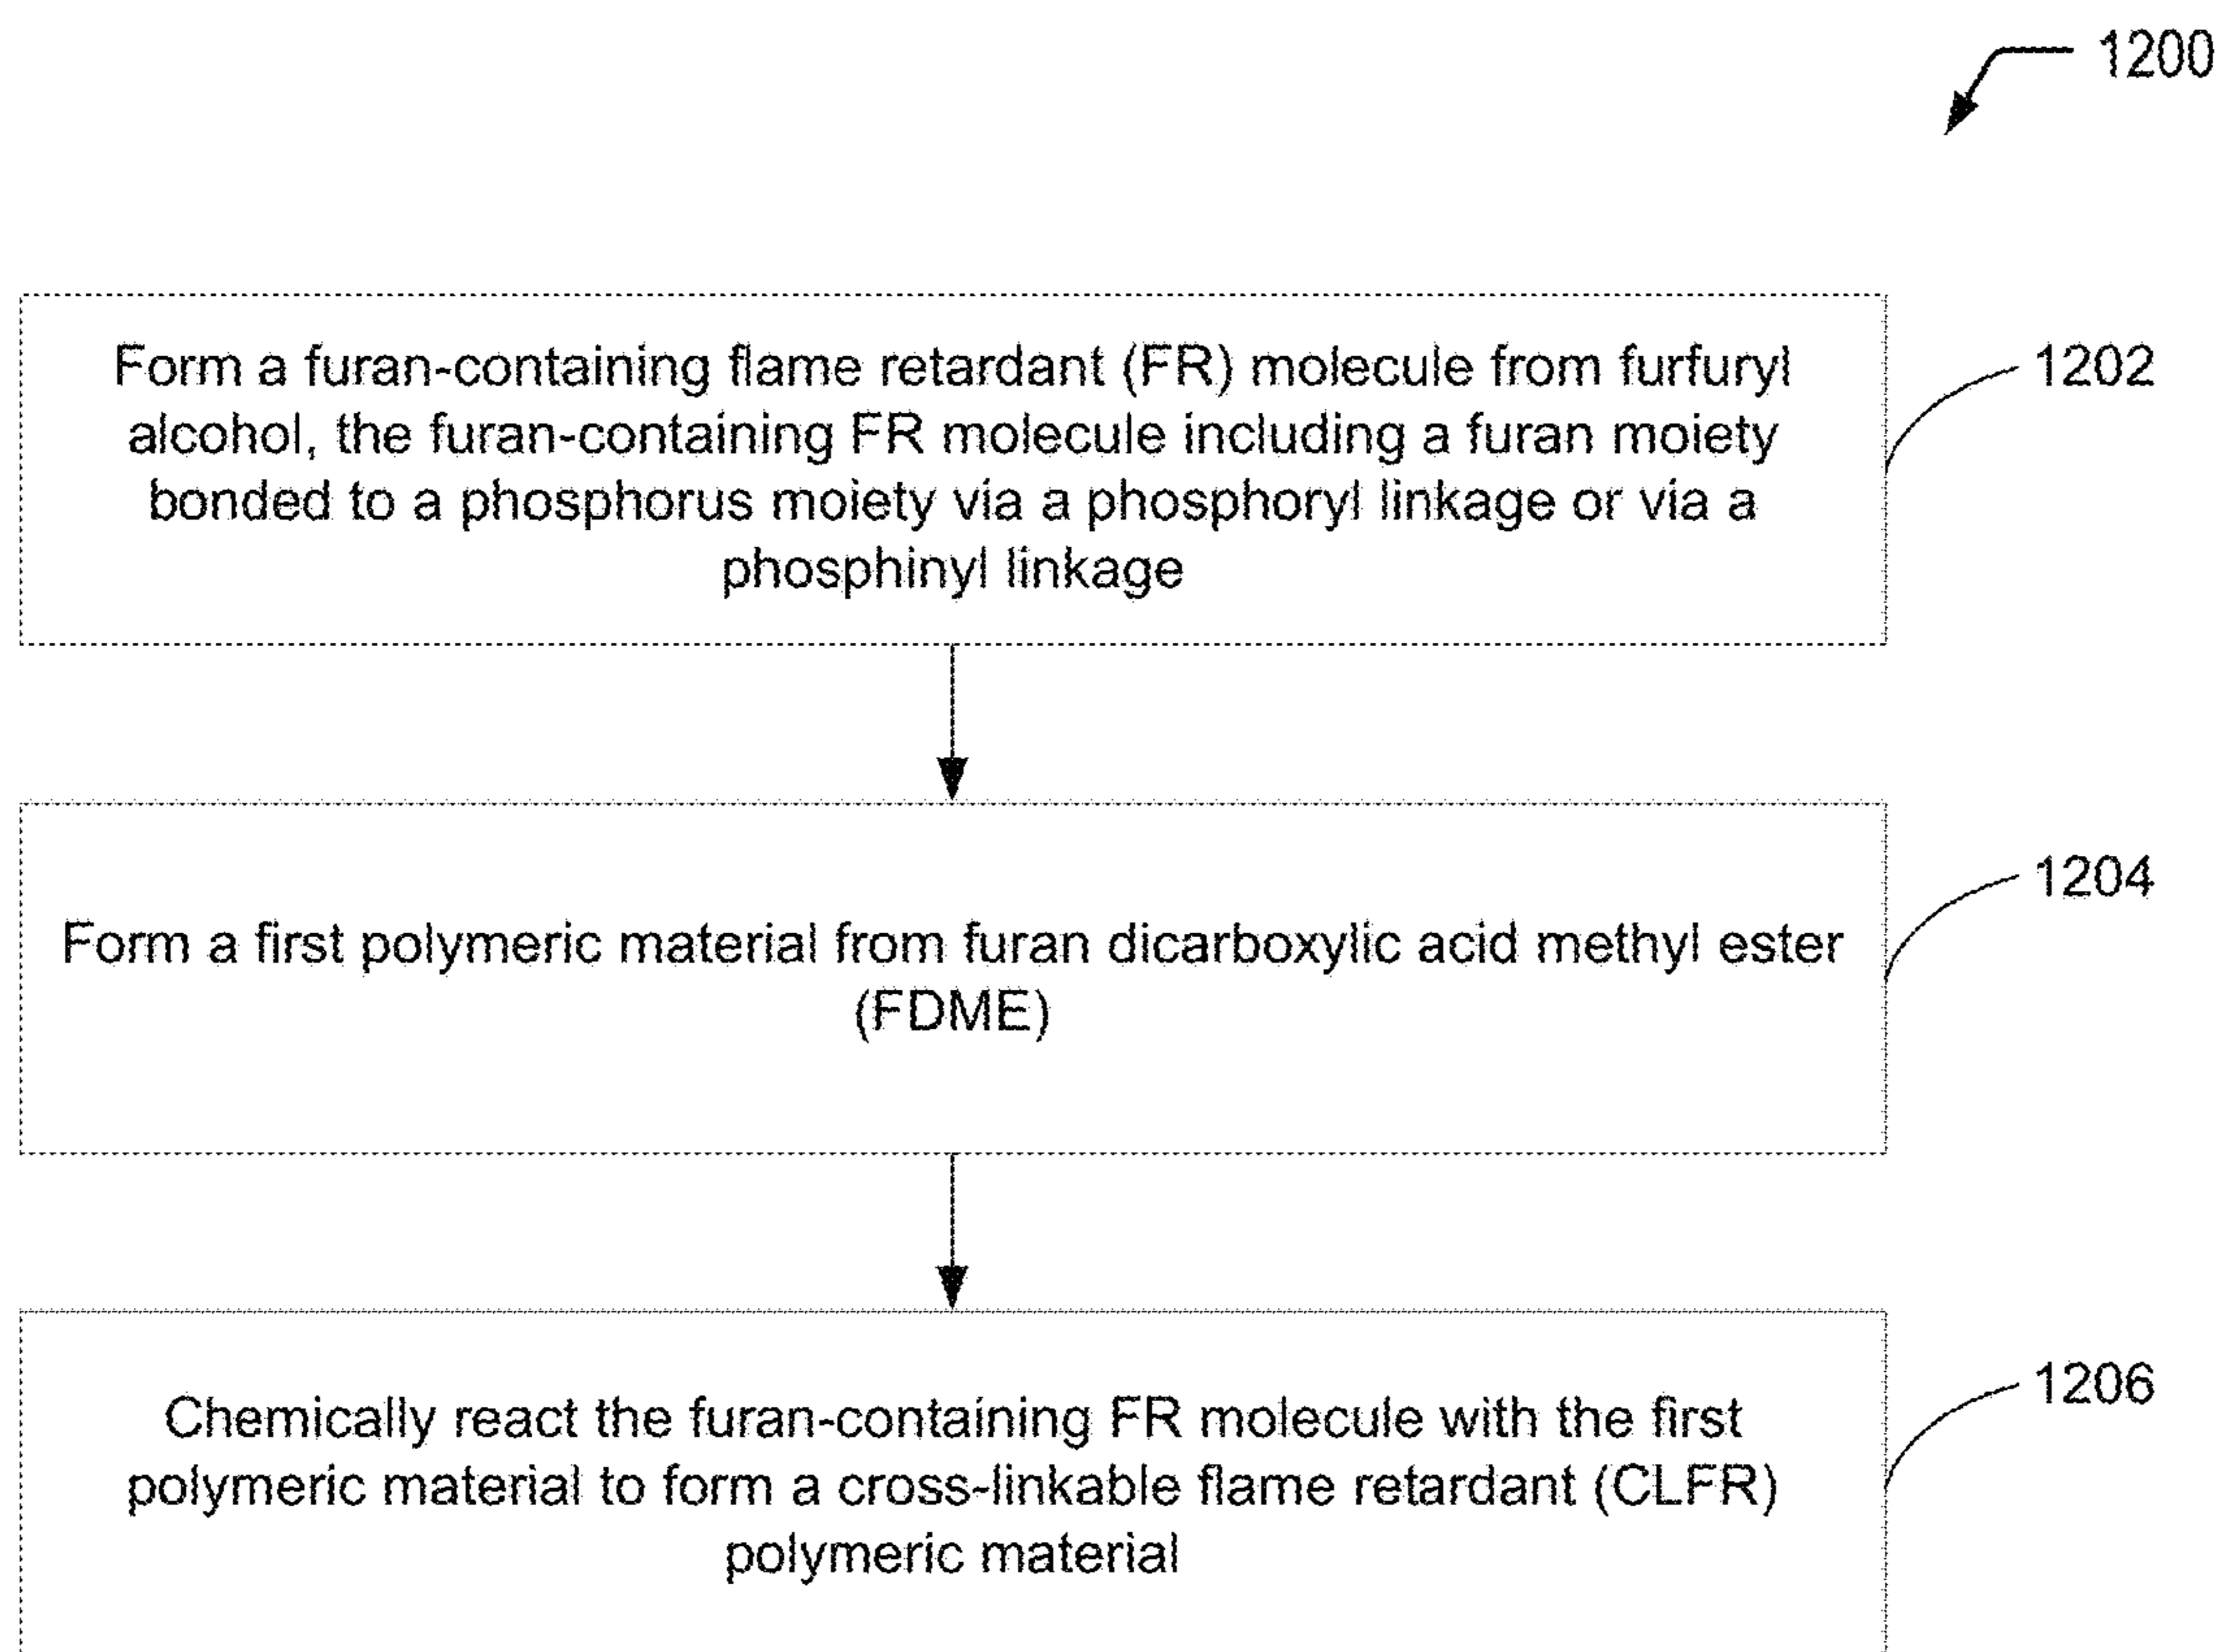 1200
Form a furan-containing flame retardant (FR) molecule from furfuryl
alcohol, the furan-containing FR molecule including a furan moiety
bonded to a phosphorus moiety via a phosphoryl linkage or via a
phosphinyl linkage
1202
Form a first polymeric material from furan dicarboxylic acid methyl ester
(FDME)
1204
Chemically react the furan-containing FR molecule with the first
polymeric material to form a cross-linkable flame retardant (CLFR)
polymeric material
1206